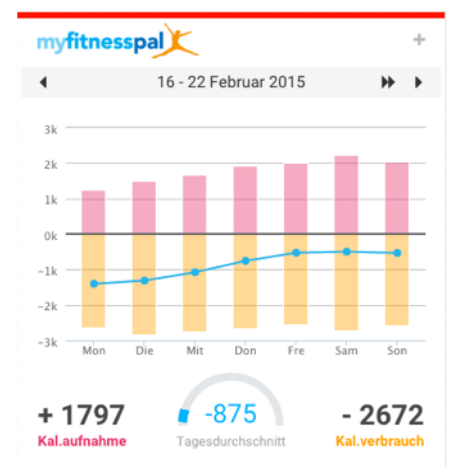 myfitnesspal
+
16 - 22 Februar 2015
3k
2k
1k
0k
-1k
-2k
-3k
Mon Die Mit Don Fre Sam Son
+ 1797 -875 - 2672
Kal.aufnahme Tagesdurchschnitt Kal.verbrauch